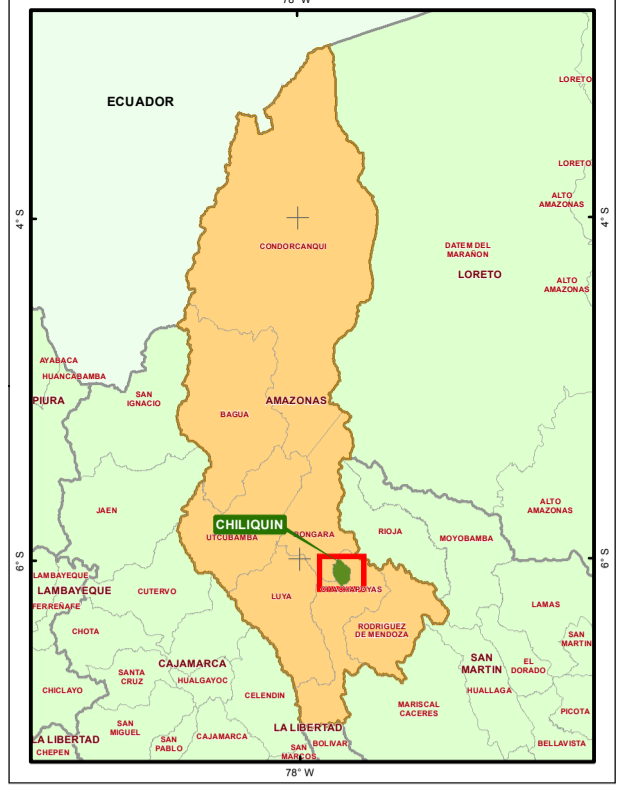 78° W
ECUADOR
LORETO
LORETO
ALTO
AMAZONAS
4° S
4° S
CONDORCANQUI
DATEM DEL
MARAÑON
LORETO
ALTO
AMAZONAS
AYABACA
HUANCABAMBA
PIURA
SAN
IGNACIO
AMAZONAS
BAGUA
JAEN
ALTO
AMAZONAS
CHILIQUIN
UTCUBAMBA
BONGARA
RIOJA
MOYOBAMBA
6° S
6° S
LAMBAYEQUE
LAMBAYEQUE
FERREÑAFE
CUTERVO
LUYA
LAMAS
CHOTA
RODRIGUEZ
DE MENDOZA
SAN
MARTIN
CAJAMARCA
SANTA
CRUZ
HUALGAYOC
SAN
MARTIN
EL
DORADO
CHICLAYO
CELENDIN
HUALLAGA
MARISCAL
CACERES
PICOTA
SAN
MIGUEL
LA LIBERTAD
LA LIBERTAD
CHEPEN
SAN
PABLO
CAJAMARCA
SAN
MARCOS
BOLIVAR
BELLAVISTA
78° W